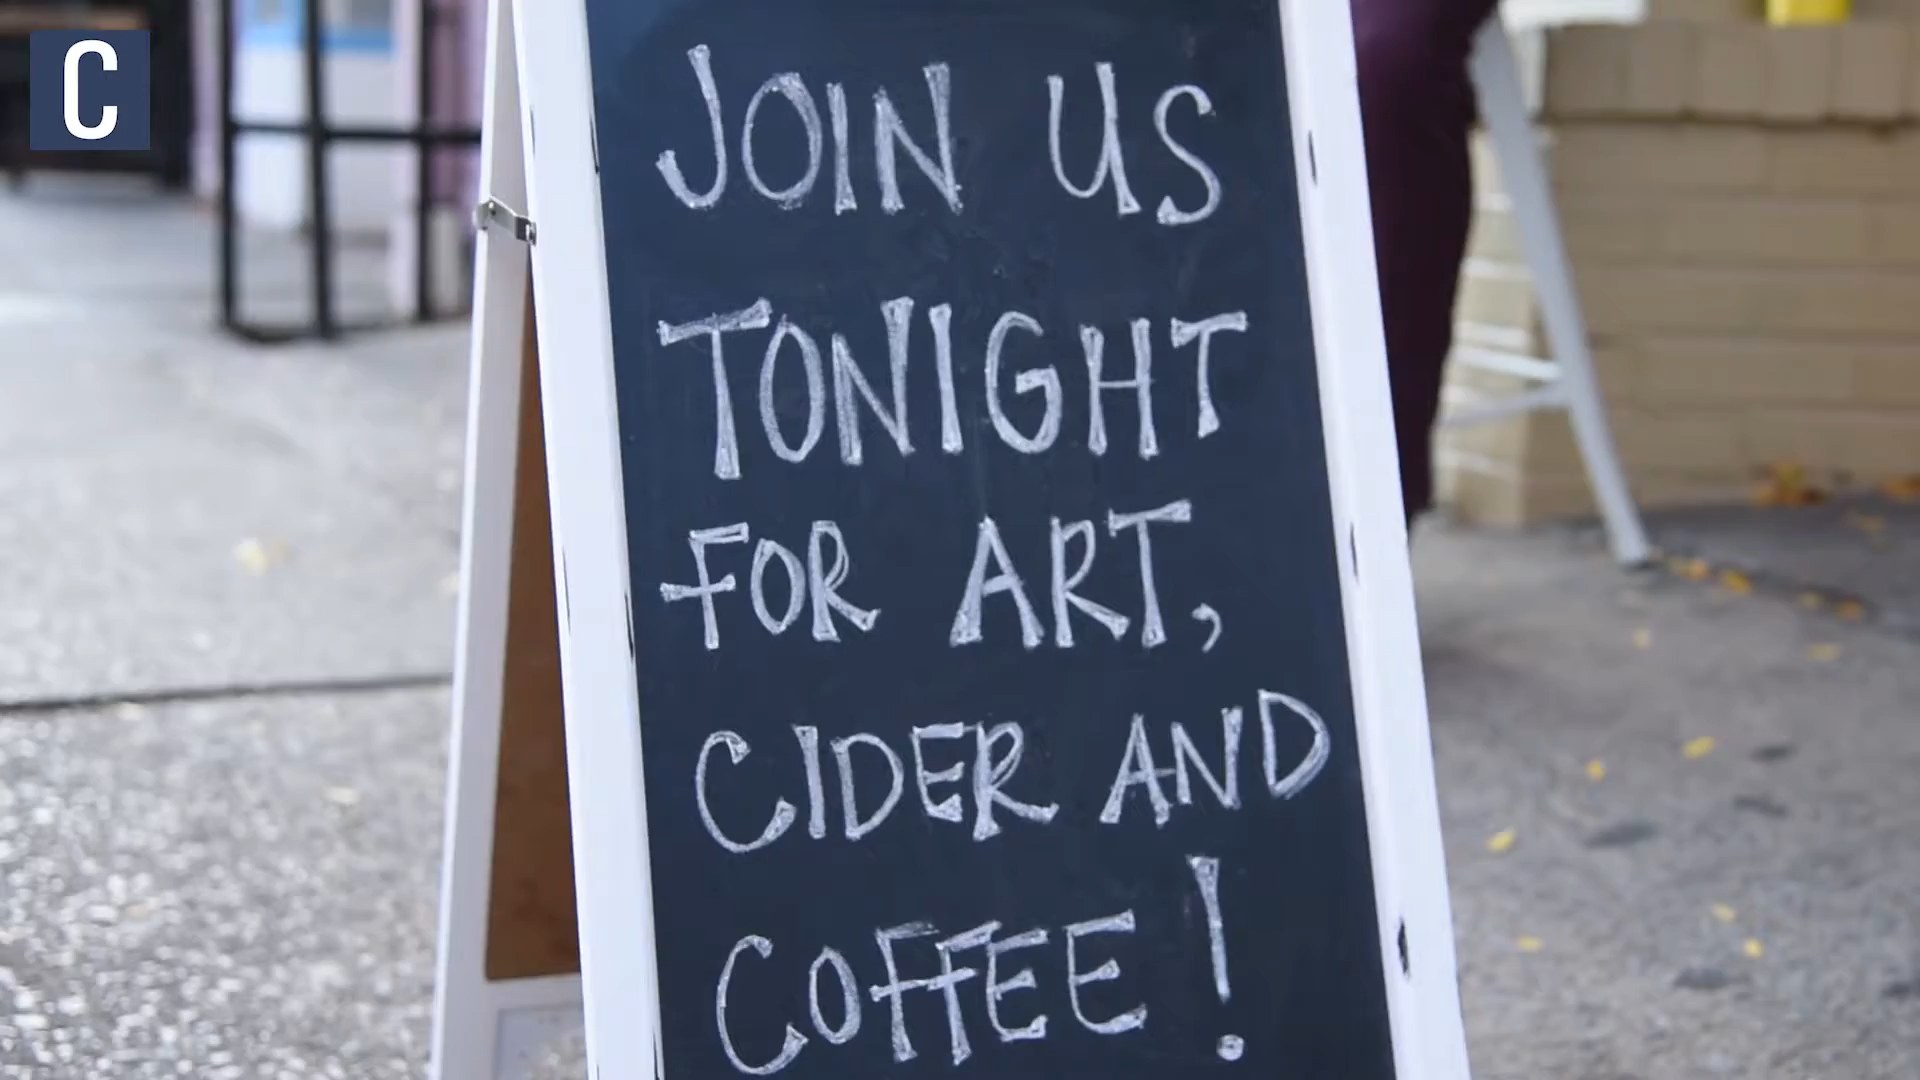 C
JOIN US
TONIGHT
FOR ART,
CIDER AND
COFFEE!